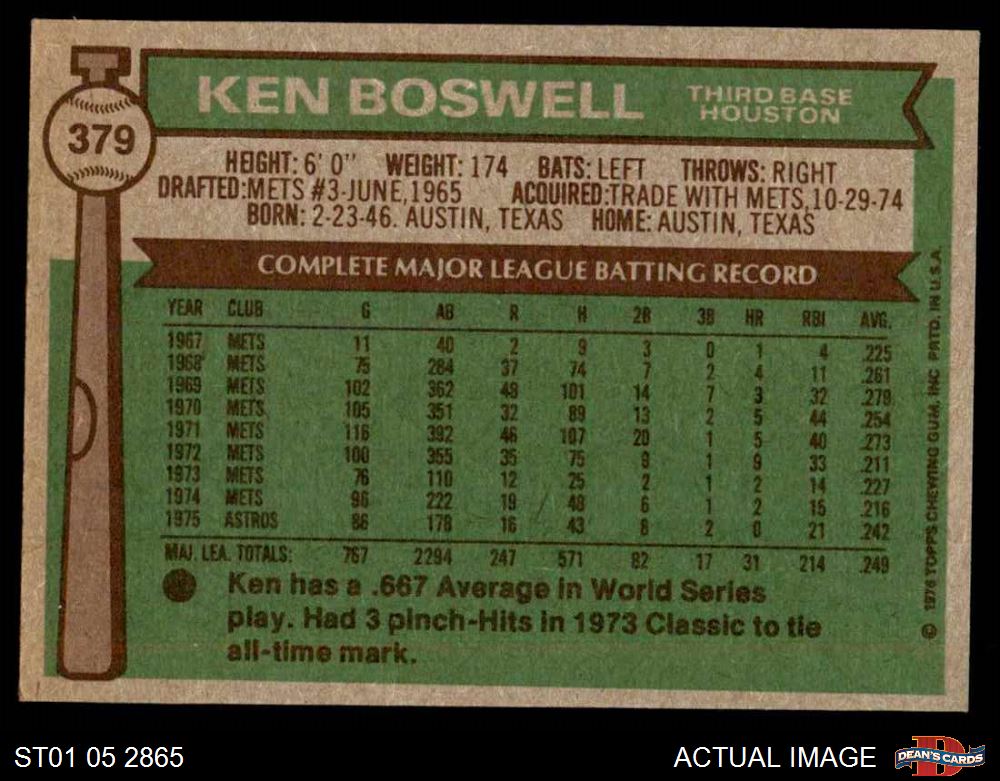 379
KEN BOSWELL
THIRD BASE
HOUSTON
HEIGHT: 6' 0" WEIGHT: 174 BATS: LEFT THROWS: RIGHT
DRAFTED: METS #3-JUNE, 1965 ACQUIRED: TRADE WITH METS, 10-29-74
BORN: 2-23-46. AUSTIN, TEXAS HOME: AUSTIN, TEXAS
COMPLETE MAJOR LEAGUE BATTING RECORD
YEAR CLUB G AB R H 2B 3B HR RBI AVG.
1967 METS 11 40 2 9 3 0 1 4 .225
1968 METS 75 284 37 74 7 2 4 11 .261
1969 METS 102 362 48 101 14 7 3 32 .279
1970 METS 105 351 32 89 13 2 5 44 .254
1971 METS 116 392 46 107 20 1 5 40 .273
1972 METS 100 355 35 75 9 1 9 33 .211
1973 METS 76 110 12 25 2 1 2 14 .227
1974 METS 96 222 19 48 6 1 2 15 .216
1975 ASTROS 86 178 16 43 8 2 0 21 .242
MAJ. LEA. TOTALS: 767 2294 247 571 82 17 31 214 .249
Ken has a .667 Average in World Series
play. Had 3 pinch-Hits in 1973 Classic to tie
all-time mark.
© 1976 TOPPS CHEWING GUM, INC PRTD. IN U.S.A.
ST01 05 2865
ACTUAL IMAGE
D
DEAN'S CARDS